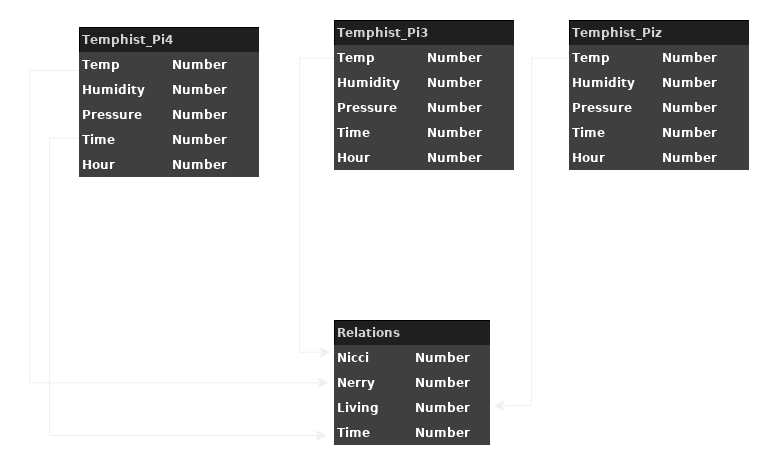 Temphist_Pi4
Temp Number
Humidity Number
Pressure Number
Time Number
Hour Number
Temphist_Pi3
Temp Number
Humidity Number
Pressure Number
Time Number
Hour Number
Temphist_Piz
Temp Number
Humidity Number
Pressure Number
Time Number
Hour Number
Relations
Nicci Number
Nerry Number
Living Number
Time Number